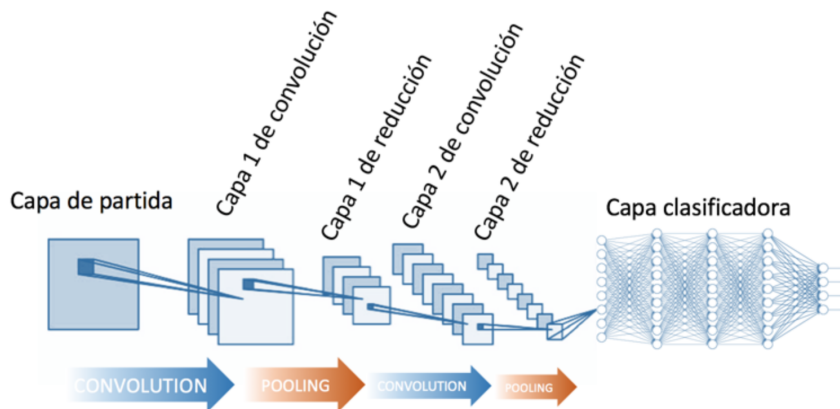 Capa de partida
Capa 1 de convolución
Capa 1 de reducción
Capa 2 de convolución
Capa 2 de reducción
Capa clasificadora
CONVOLUTION
POOLING
CONVOLUTION
POOLING